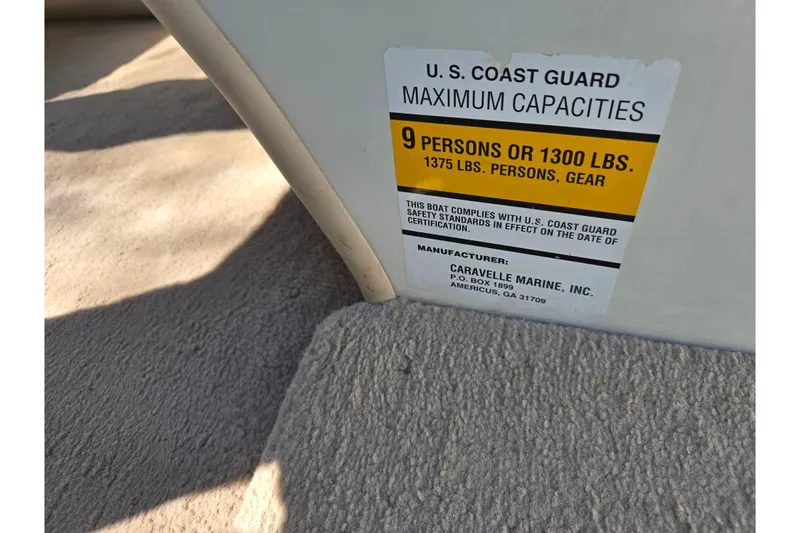 U. S. COAST GUARD
MAXIMUM CAPACITIES
9 PERSONS OR 1300 LBS.
1375 LBS. PERSONS, GEAR
THIS BOAT COMPLIES WITH U.S. COAST GUARD
SAFETY STANDARDS IN EFFECT ON THE DATE OF
CERTIFICATION.
MANUFACTURER:
CARAVELLE MARINE, INC.
P.O. BOX 1899
AMERICUS, GA 31709